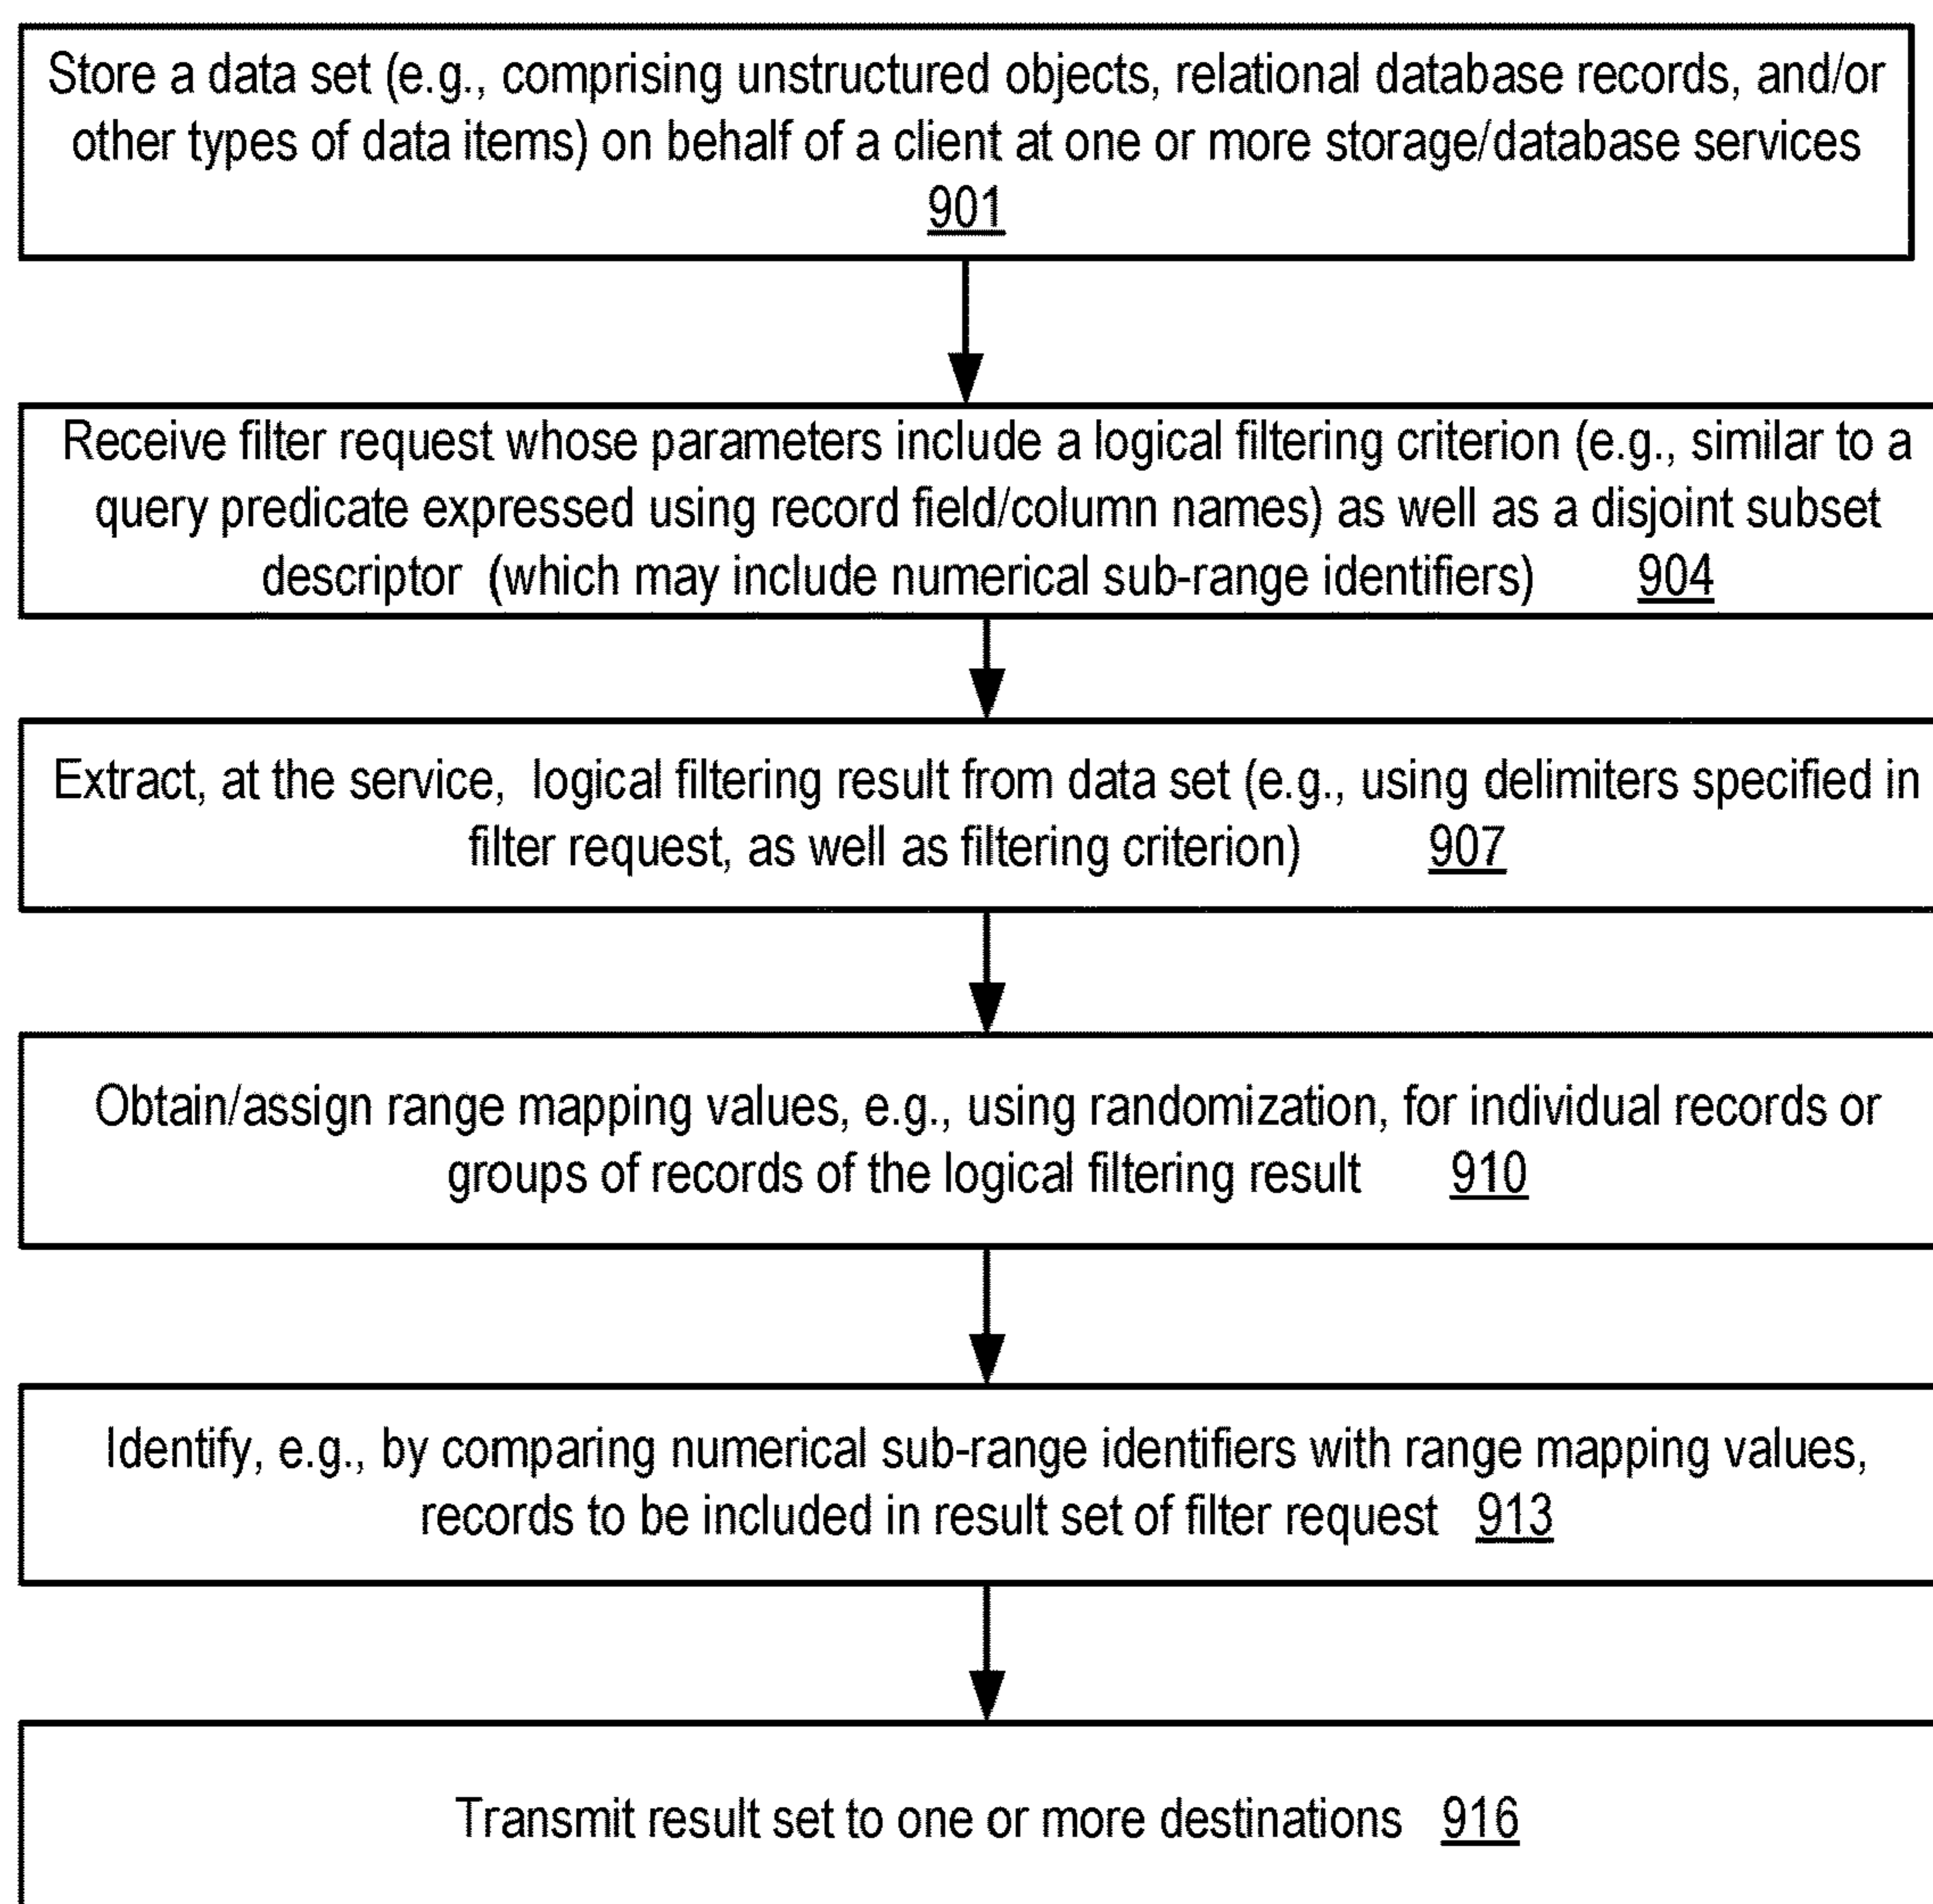 Store a data set (e.g., comprising unstructured objects, relational database records, and/or
other types of data items) on behalf of a client at one or more storage/database services
901
Receive filter request whose parameters include a logical filtering criterion (e.g., similar to a
query predicate expressed using record field/column names) as well as a disjoint subset
descriptor (which may include numerical sub-range identifiers) 904
Extract, at the service, logical filtering result from data set (e.g., using delimiters specified in
filter request, as well as filtering criterion) 907
Obtain/assign range mapping values, e.g., using randomization, for individual records or
groups of records of the logical filtering result 910
Identify, e.g., by comparing numerical sub-range identifiers with range mapping values,
records to be included in result set of filter request 913
Transmit result set to one or more destinations 916